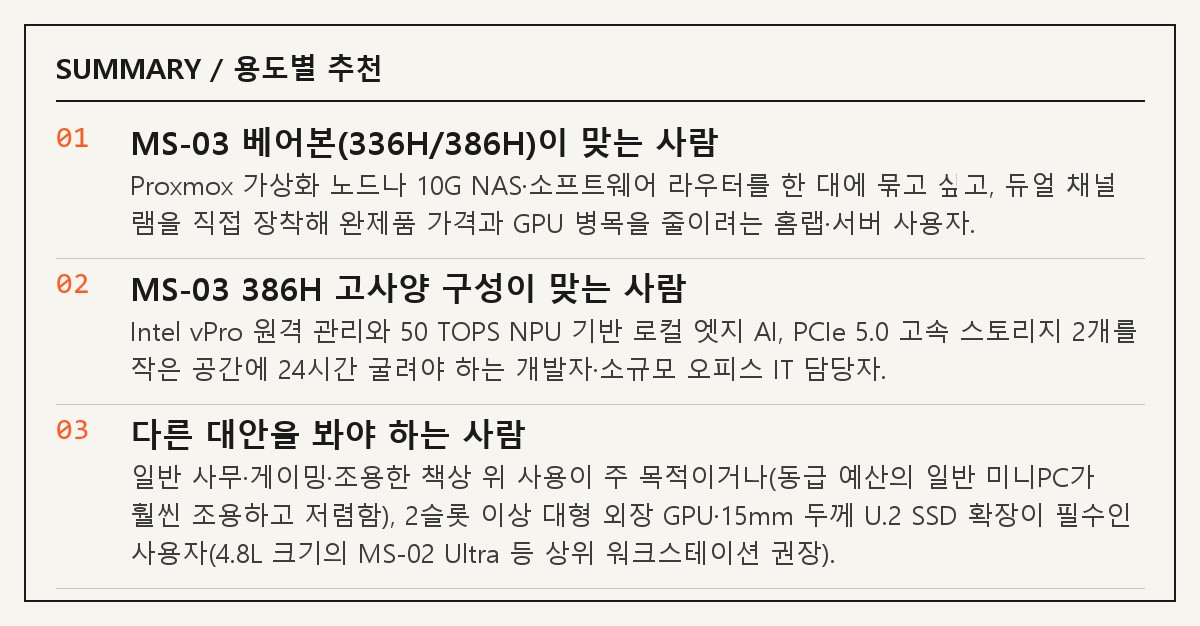 SUMMARY / 용도별 추천
01
MS-03 베어본(336H/386H)이 맞는 사람
Proxmox 가상화 노드나 10G NAS·소프트웨어 라우터를 한 대에 묶고 싶고, 듀얼 채널
램을 직접 장착해 완제품 가격과 GPU 병목을 줄이려는 홈랩·서버 사용자.
02
MS-03 386H 고사양 구성이 맞는 사람
Intel vPro 원격 관리와 50 TOPS NPU 기반 로컬 엣지 AI, PCIe 5.0 고속 스토리지 2개를
작은 공간에 24시간 굴려야 하는 개발자·소규모 오피스 IT 담당자.
03
다른 대안을 봐야 하는 사람
일반 사무·게이밍·조용한 책상 위 사용이 주 목적이거나(동급 예산의 일반 미니PC가
훨씬 조용하고 저렴함), 2슬롯 이상 대형 외장 GPU·15mm 두께 U.2 SSD 확장이 필수인
사용자(4.8L 크기의 MS-02 Ultra 등 상위 워크스테이션 권장).